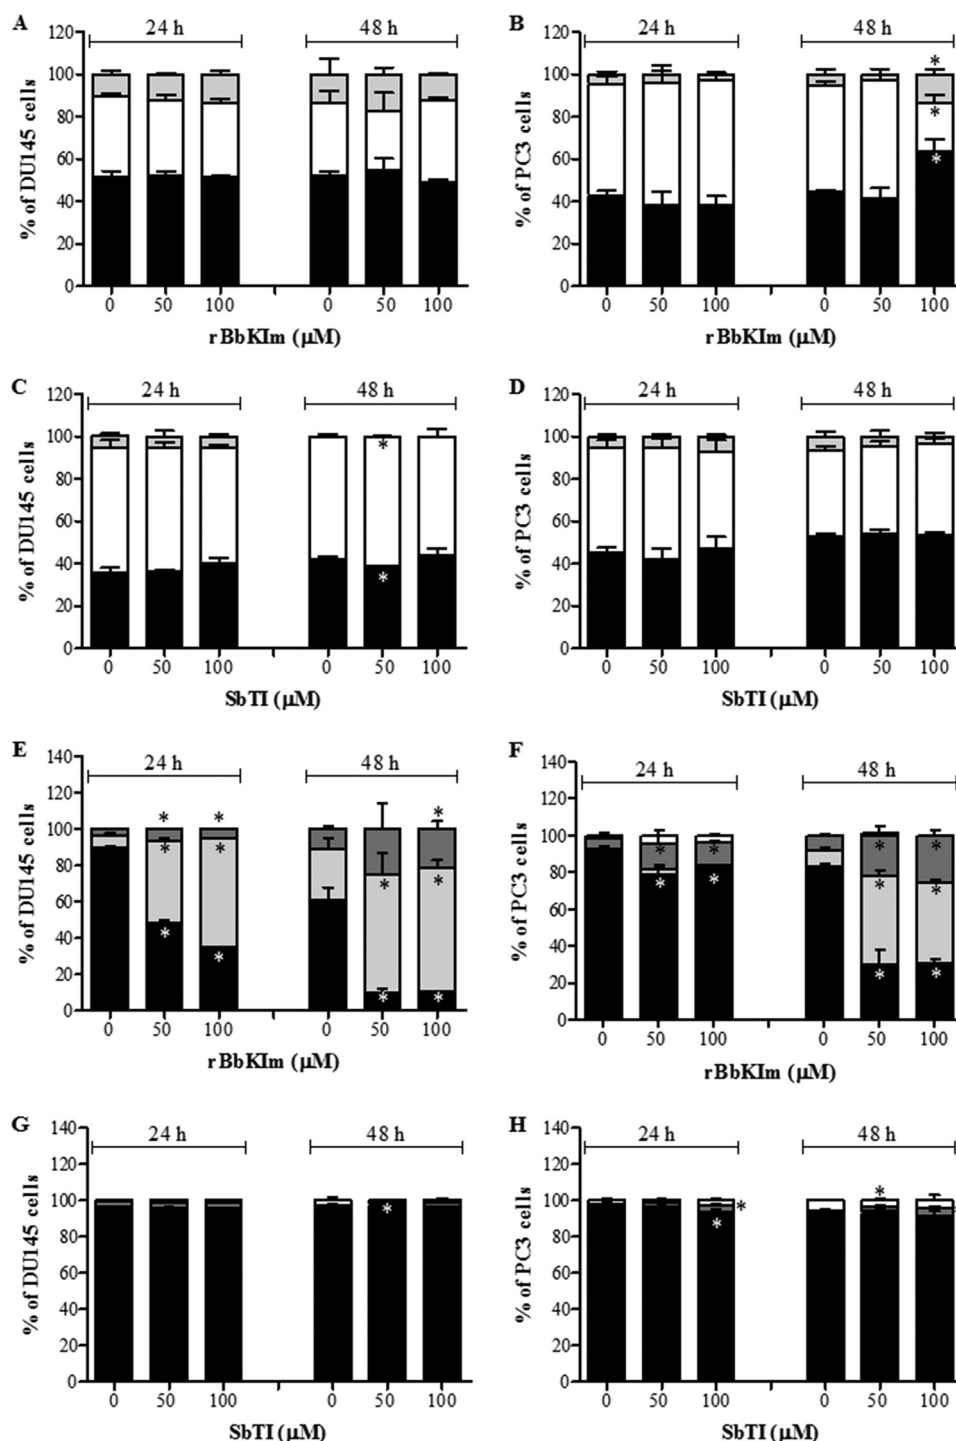 A
24 h
48 h
% of DU145 cells
120
100
80
60
40
20
0
*
0 50 100 0 50 100
rBbKIm (µM)
B
24 h
48 h
% of PC3 cells
120
100
80
60
40
20
0
*
*
*
0 50 100 0 50 100
rBbKIm (µM)
C
24 h
48 h
% of DU145 cells
120
100
80
60
40
20
0
*
*
0 50 100 0 50 100
SbTI (µM)
D
24 h
48 h
% of PC3 cells
120
100
80
60
40
20
0
0 50 100 0 50 100
SbTI (µM)
E
24 h
48 h
% of DU145 cells
140
120
100
80
60
40
20
0
* * *
* * * *
* * * *
0 50 100 0 50 100
rBbKIm (µM)
F
24 h
48 h
% of PC3 cells
140
120
100
80
60
40
20
0
* * * *
* * * *
* *
0 50 100 0 50 100
rBbKIm (µM)
G
24 h
48 h
% of DU145 cells
140
120
100
80
60
40
20
0
*
0 50 100 0 50 100
SbTI (µM)
H
24 h
48 h
% of PC3 cells
140
120
100
80
60
40
20
0
*
*
*
0 50 100 0 50 100
SbTI (µM)